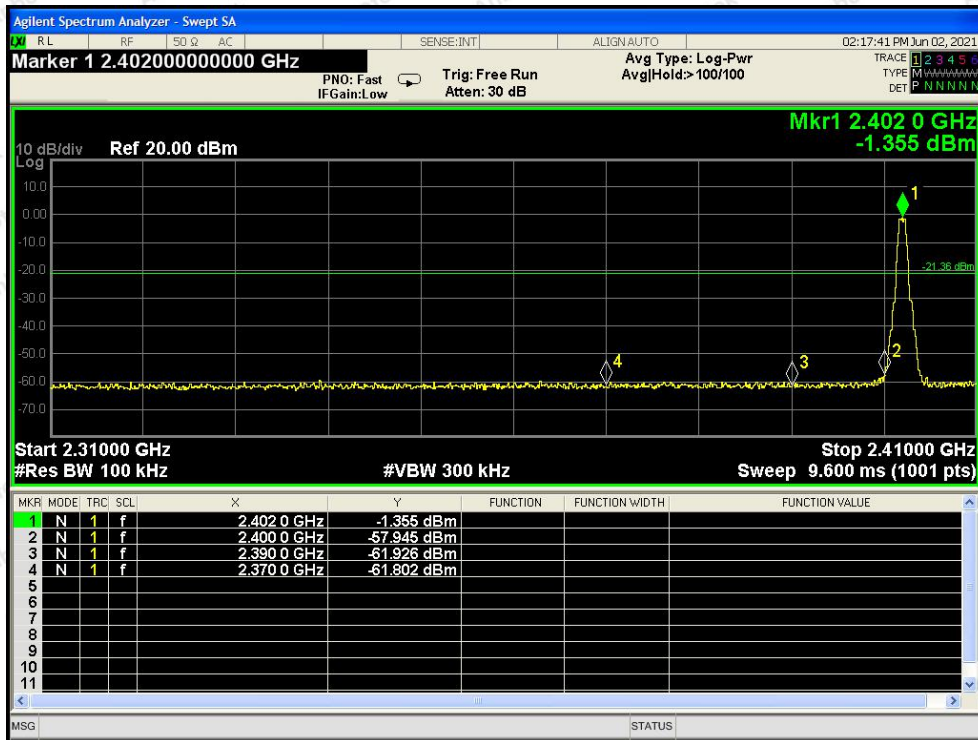 Agilent Spectrum Analyzer - Swept SA
LXI RL RF 50 Ω AC SENSE:INT ALIGN AUTO 02:17:41 PM Jun 02, 2021
Marker 1 2.402000000000 GHz
PNO: Fast
IFGain:Low
Trig: Free Run
Atten: 30 dB
Avg Type: Log-Pwr
Avg|Hold:>100/100
TRACE 1 2 3 4 5 6
TYPE MWWWWW
DET P N N N N N
Mkr1 2.402 0 GHz
-1.355 dBm
10 dB/div Ref 20.00 dBm
Log
10.0
0.00
-10.0
-20.0
-30.0
-40.0
-50.0
-60.0
-70.0
1
-21.36 dBm
2
3
4
Start 2.31000 GHz Stop 2.41000 GHz
#Res BW 100 kHz #VBW 300 kHz Sweep 9.600 ms (1001 pts)
MKR MODE TRC SCL X Y FUNCTION FUNCTION WIDTH FUNCTION VALUE
1 N 1 f 2.402 0 GHz -1.355 dBm
2 N 1 f 2.400 0 GHz -57.945 dBm
3 N 1 f 2.390 0 GHz -61.926 dBm
4 N 1 f 2.370 0 GHz -61.802 dBm
5
6
7
8
9
10
11
MSG STATUS